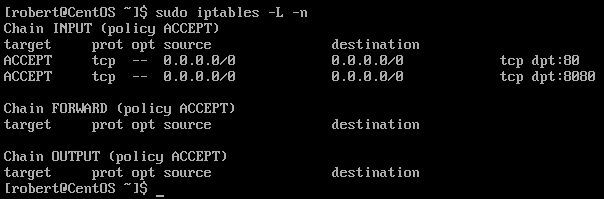 [robert@CentOS ~]$ sudo iptables -L -n
Chain INPUT (policy ACCEPT)
target     prot opt source               destination
ACCEPT     tcp  --  0.0.0.0/0            0.0.0.0/0            tcp dpt:80
ACCEPT     tcp  --  0.0.0.0/0            0.0.0.0/0            tcp dpt:8080
Chain FORWARD (policy ACCEPT)
target     prot opt source               destination
Chain OUTPUT (policy ACCEPT)
target     prot opt source               destination
[robert@CentOS ~]$ _